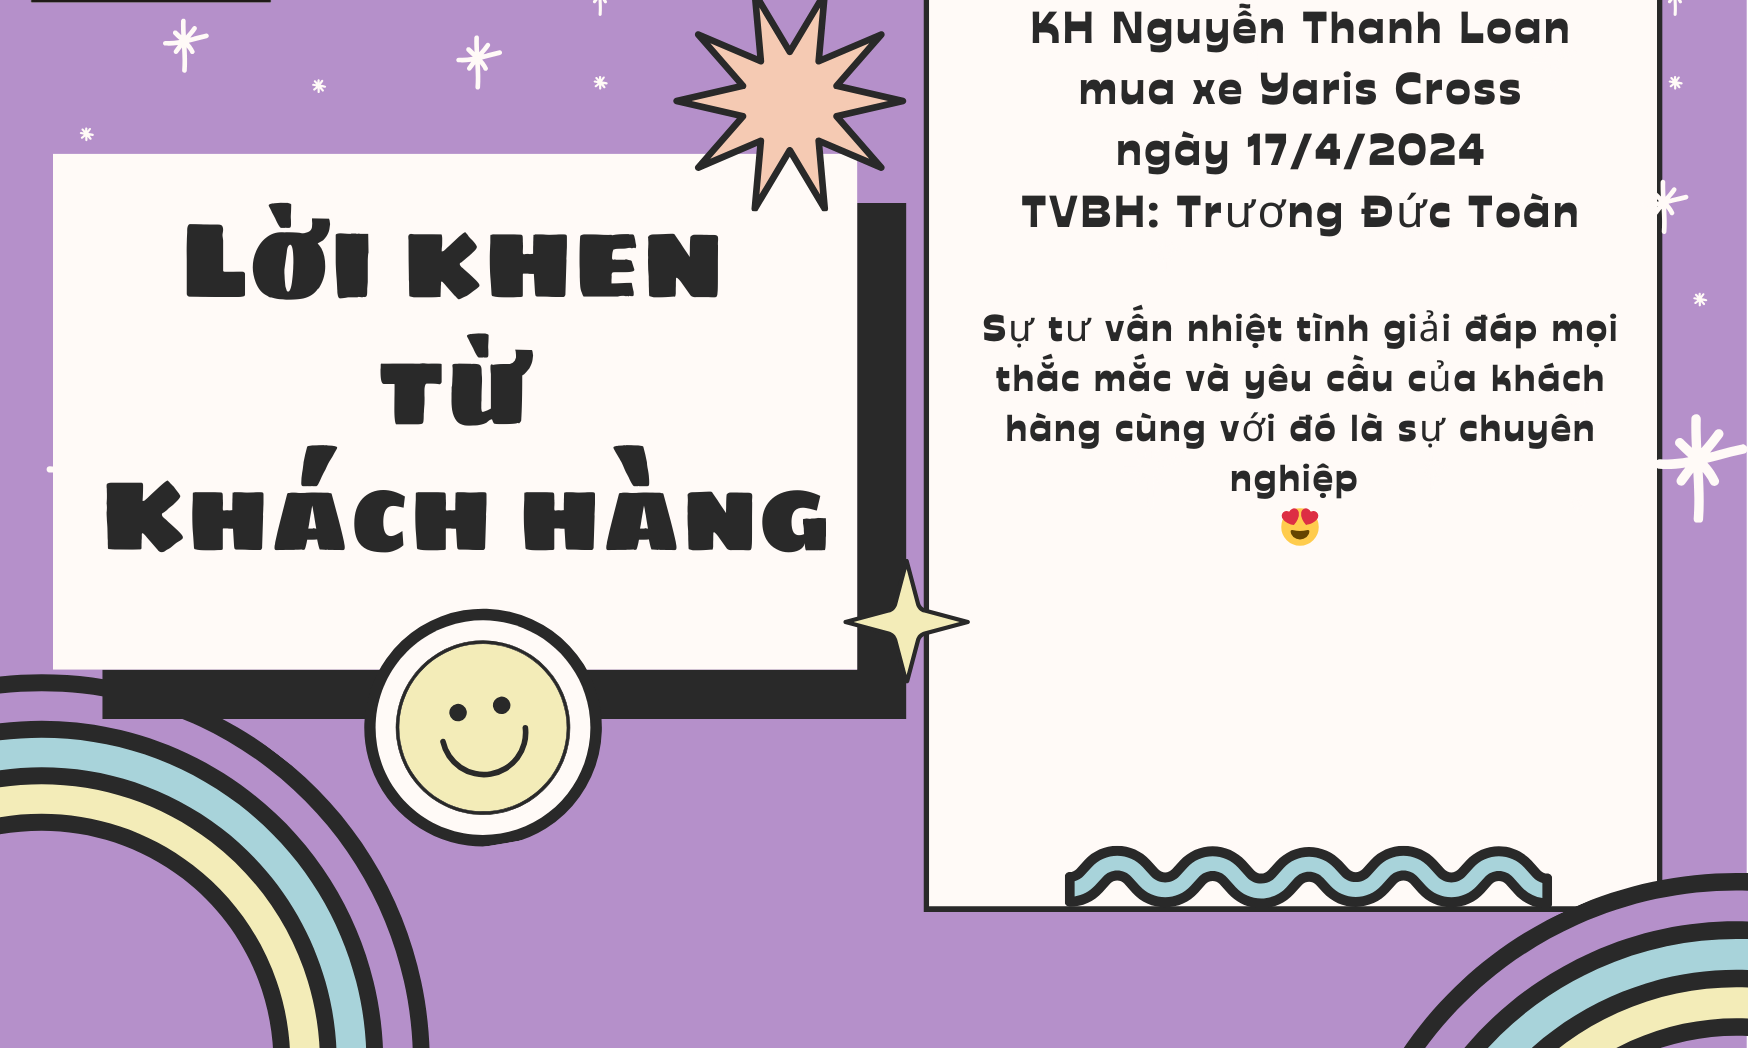 LỜI KHEN
TỪ
KHÁCH HÀNG
KH Nguyễn Thanh Loan
mua xe Yaris Cross
ngày 17/4/2024
TVBH: Trương Đức Toàn
Sự tư vấn nhiệt tình giải đáp mọi
thắc mắc và yêu cầu của khách
hàng cùng với đó là sự chuyên
nghiệp
😍